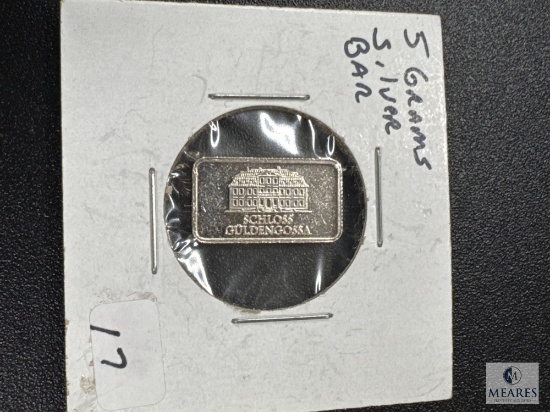 5 GRAMS
SILVER
BAR
SCHLOSS
GÜLDENGOSSA
17
M
MEARES